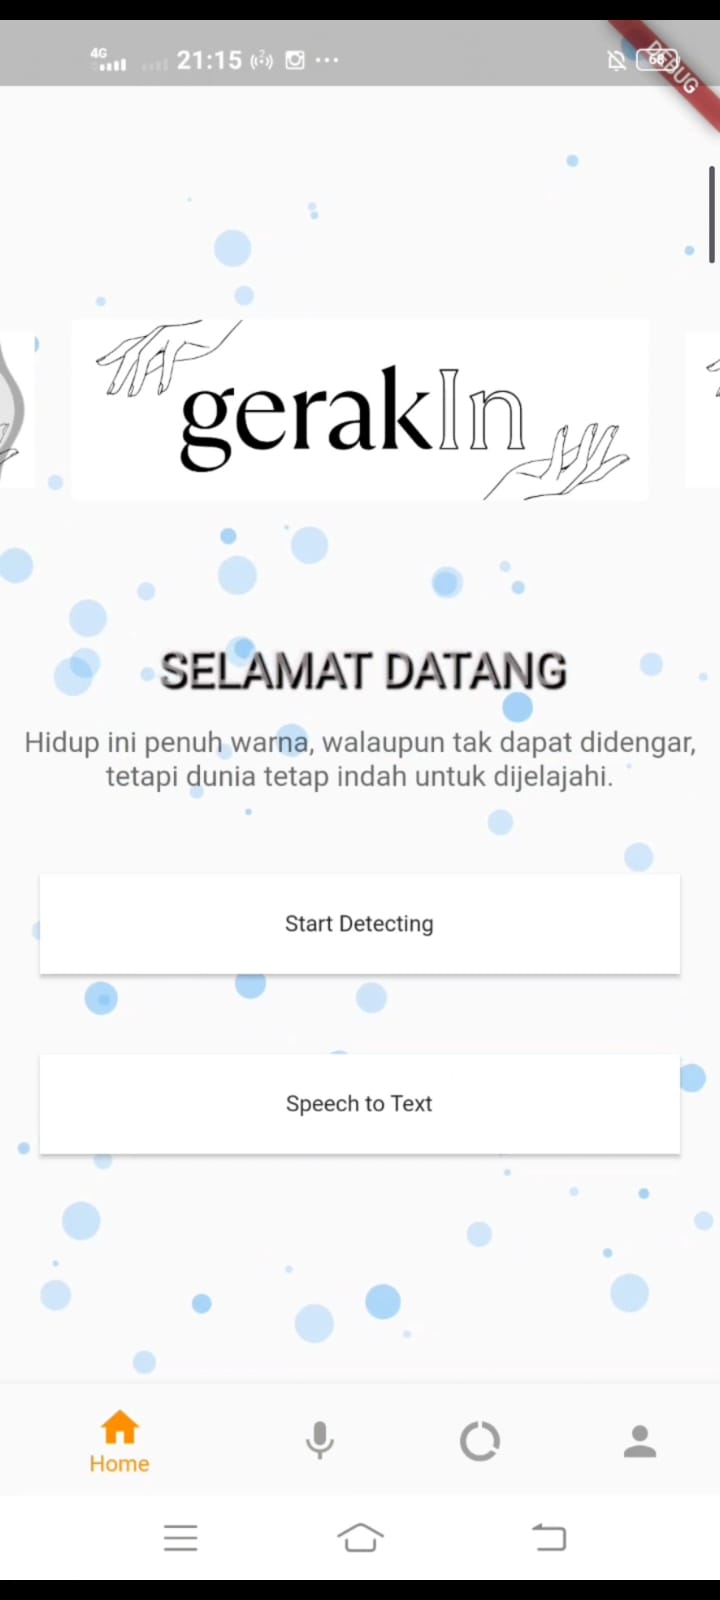 4G
21:15
68
DEBUG
gerakIn
SELAMAT DATANG
Hidup ini penuh warna, walaupun tak dapat didengar,
tetapi dunia tetap indah untuk dijelajahi.
Start Detecting
Speech to Text
Home